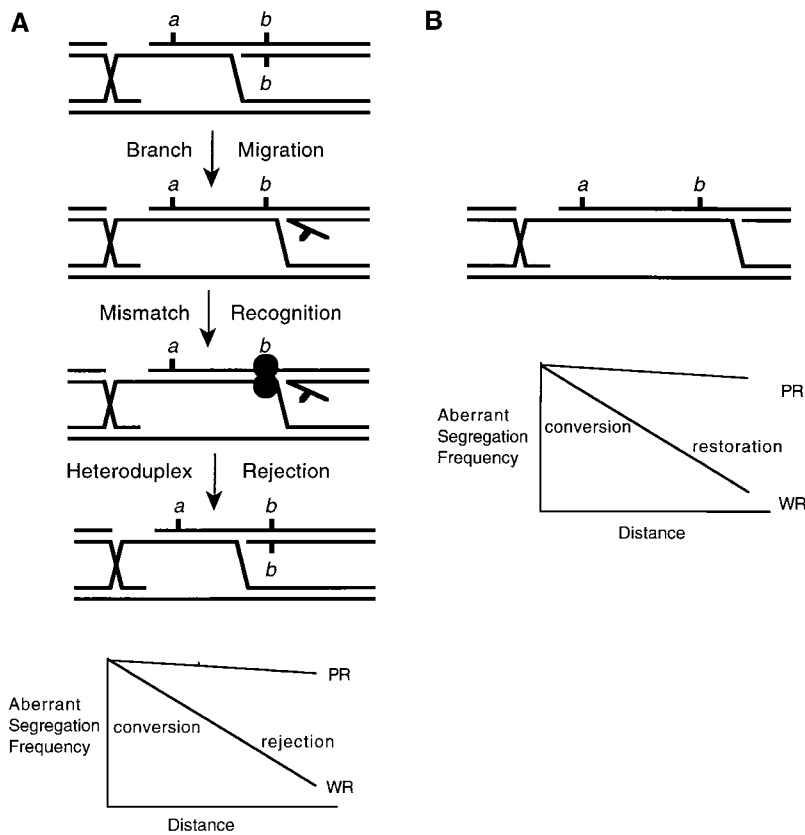 A
a b
b
Branch Migration
a b
Mismatch Recognition
a b
Heteroduplex Rejection
a b
b
Aberrant
Segregation
Frequency
conversion
rejection
PR
WR
Distance
B
a b
Aberrant
Segregation
Frequency
conversion
restoration
PR
WR
Distance